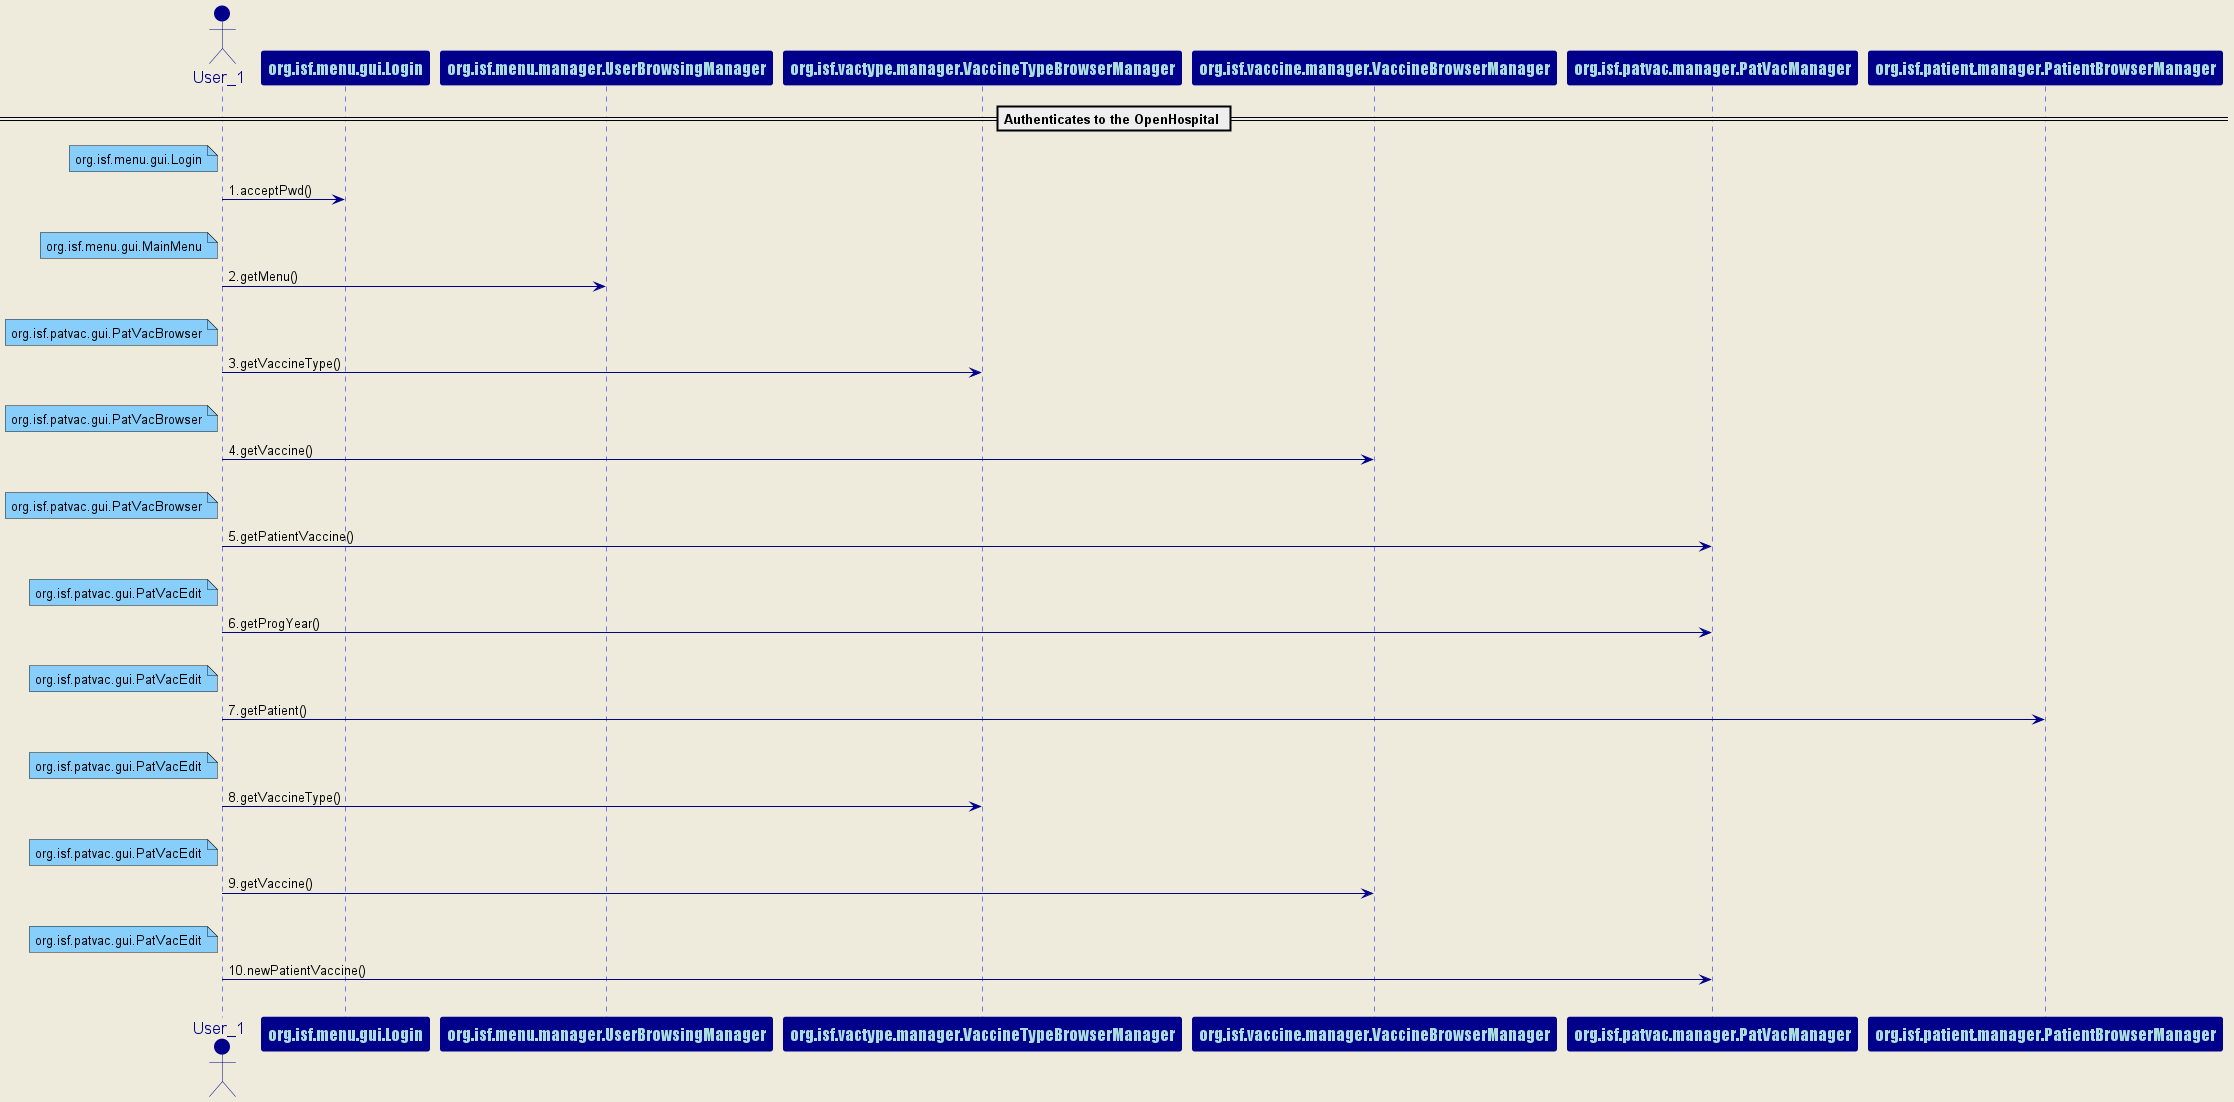 User_1
org.isf.menu.gui.Login
org.isf.menu.manager.UserBrowsingManager
org.isf.vactype.manager.VaccineTypeBrowserManager
org.isf.vaccine.manager.VaccineBrowserManager
org.isf.patvac.manager.PatVacManager
org.isf.patient.manager.PatientBrowserManager
Authenticates to the OpenHospital
org.isf.menu.gui.Login
1.acceptPwd()
org.isf.menu.gui.MainMenu
2.getMenu()
org.isf.patvac.gui.PatVacBrowser
3.getVaccineType()
org.isf.patvac.gui.PatVacBrowser
4.getVaccine()
org.isf.patvac.gui.PatVacBrowser
5.getPatientVaccine()
org.isf.patvac.gui.PatVacEdit
6.getProgYear()
org.isf.patvac.gui.PatVacEdit
7.getPatient()
org.isf.patvac.gui.PatVacEdit
8.getVaccineType()
org.isf.patvac.gui.PatVacEdit
9.getVaccine()
org.isf.patvac.gui.PatVacEdit
10.newPatientVaccine()
User_1
org.isf.menu.gui.Login
org.isf.menu.manager.UserBrowsingManager
org.isf.vactype.manager.VaccineTypeBrowserManager
org.isf.vaccine.manager.VaccineBrowserManager
org.isf.patvac.manager.PatVacManager
org.isf.patient.manager.PatientBrowserManager